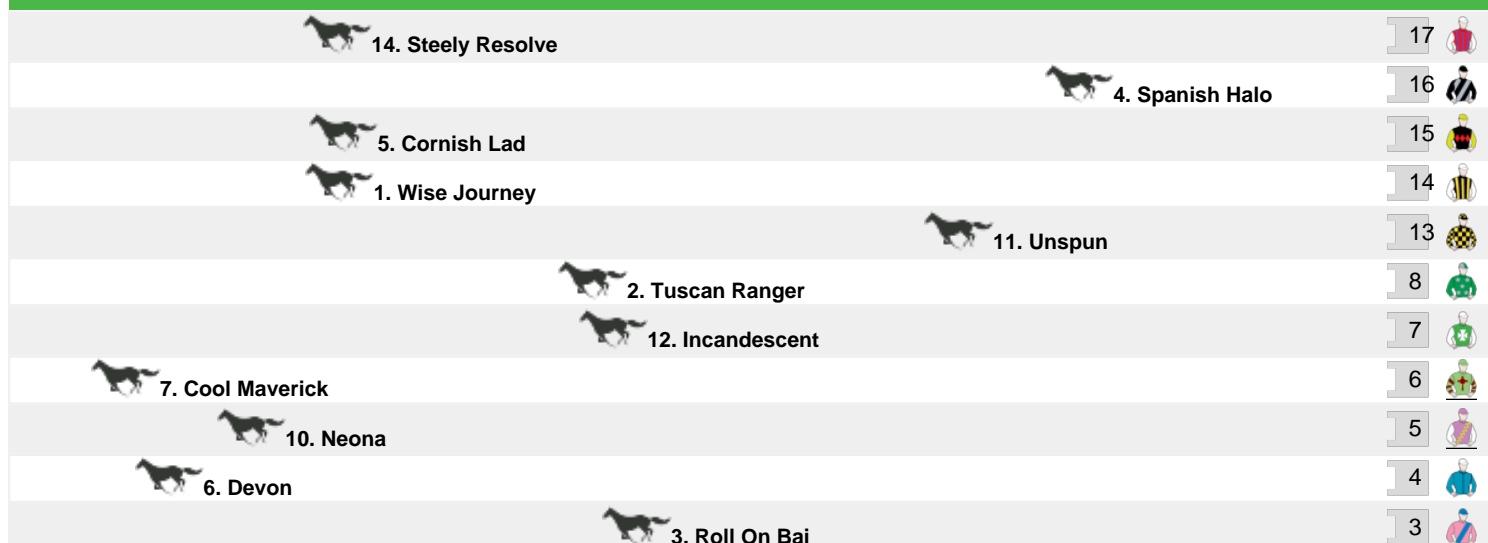 14. Steely Resolve 17
4. Spanish Halo 16
5. Cornish Lad 15
1. Wise Journey 14
11. Unspun 13
2. Tuscan Ranger 8
12. Incandescent 7
7. Cool Maverick 6
10. Neona 5
6. Devon 4
3. Roll On Bai 3